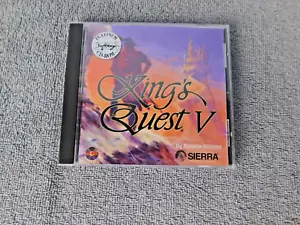 King's
Quest V
By Roberta Williams
SIERRA